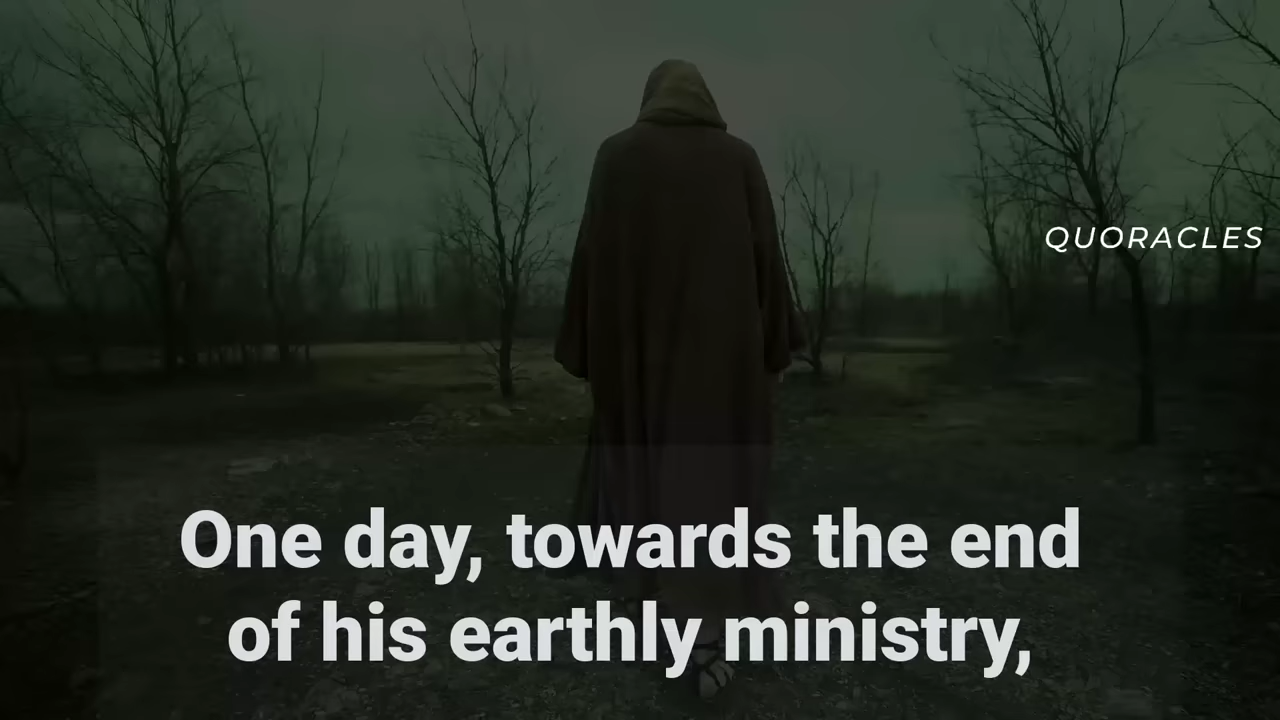 QUORACLES
One day, towards the end
of his earthly ministry,